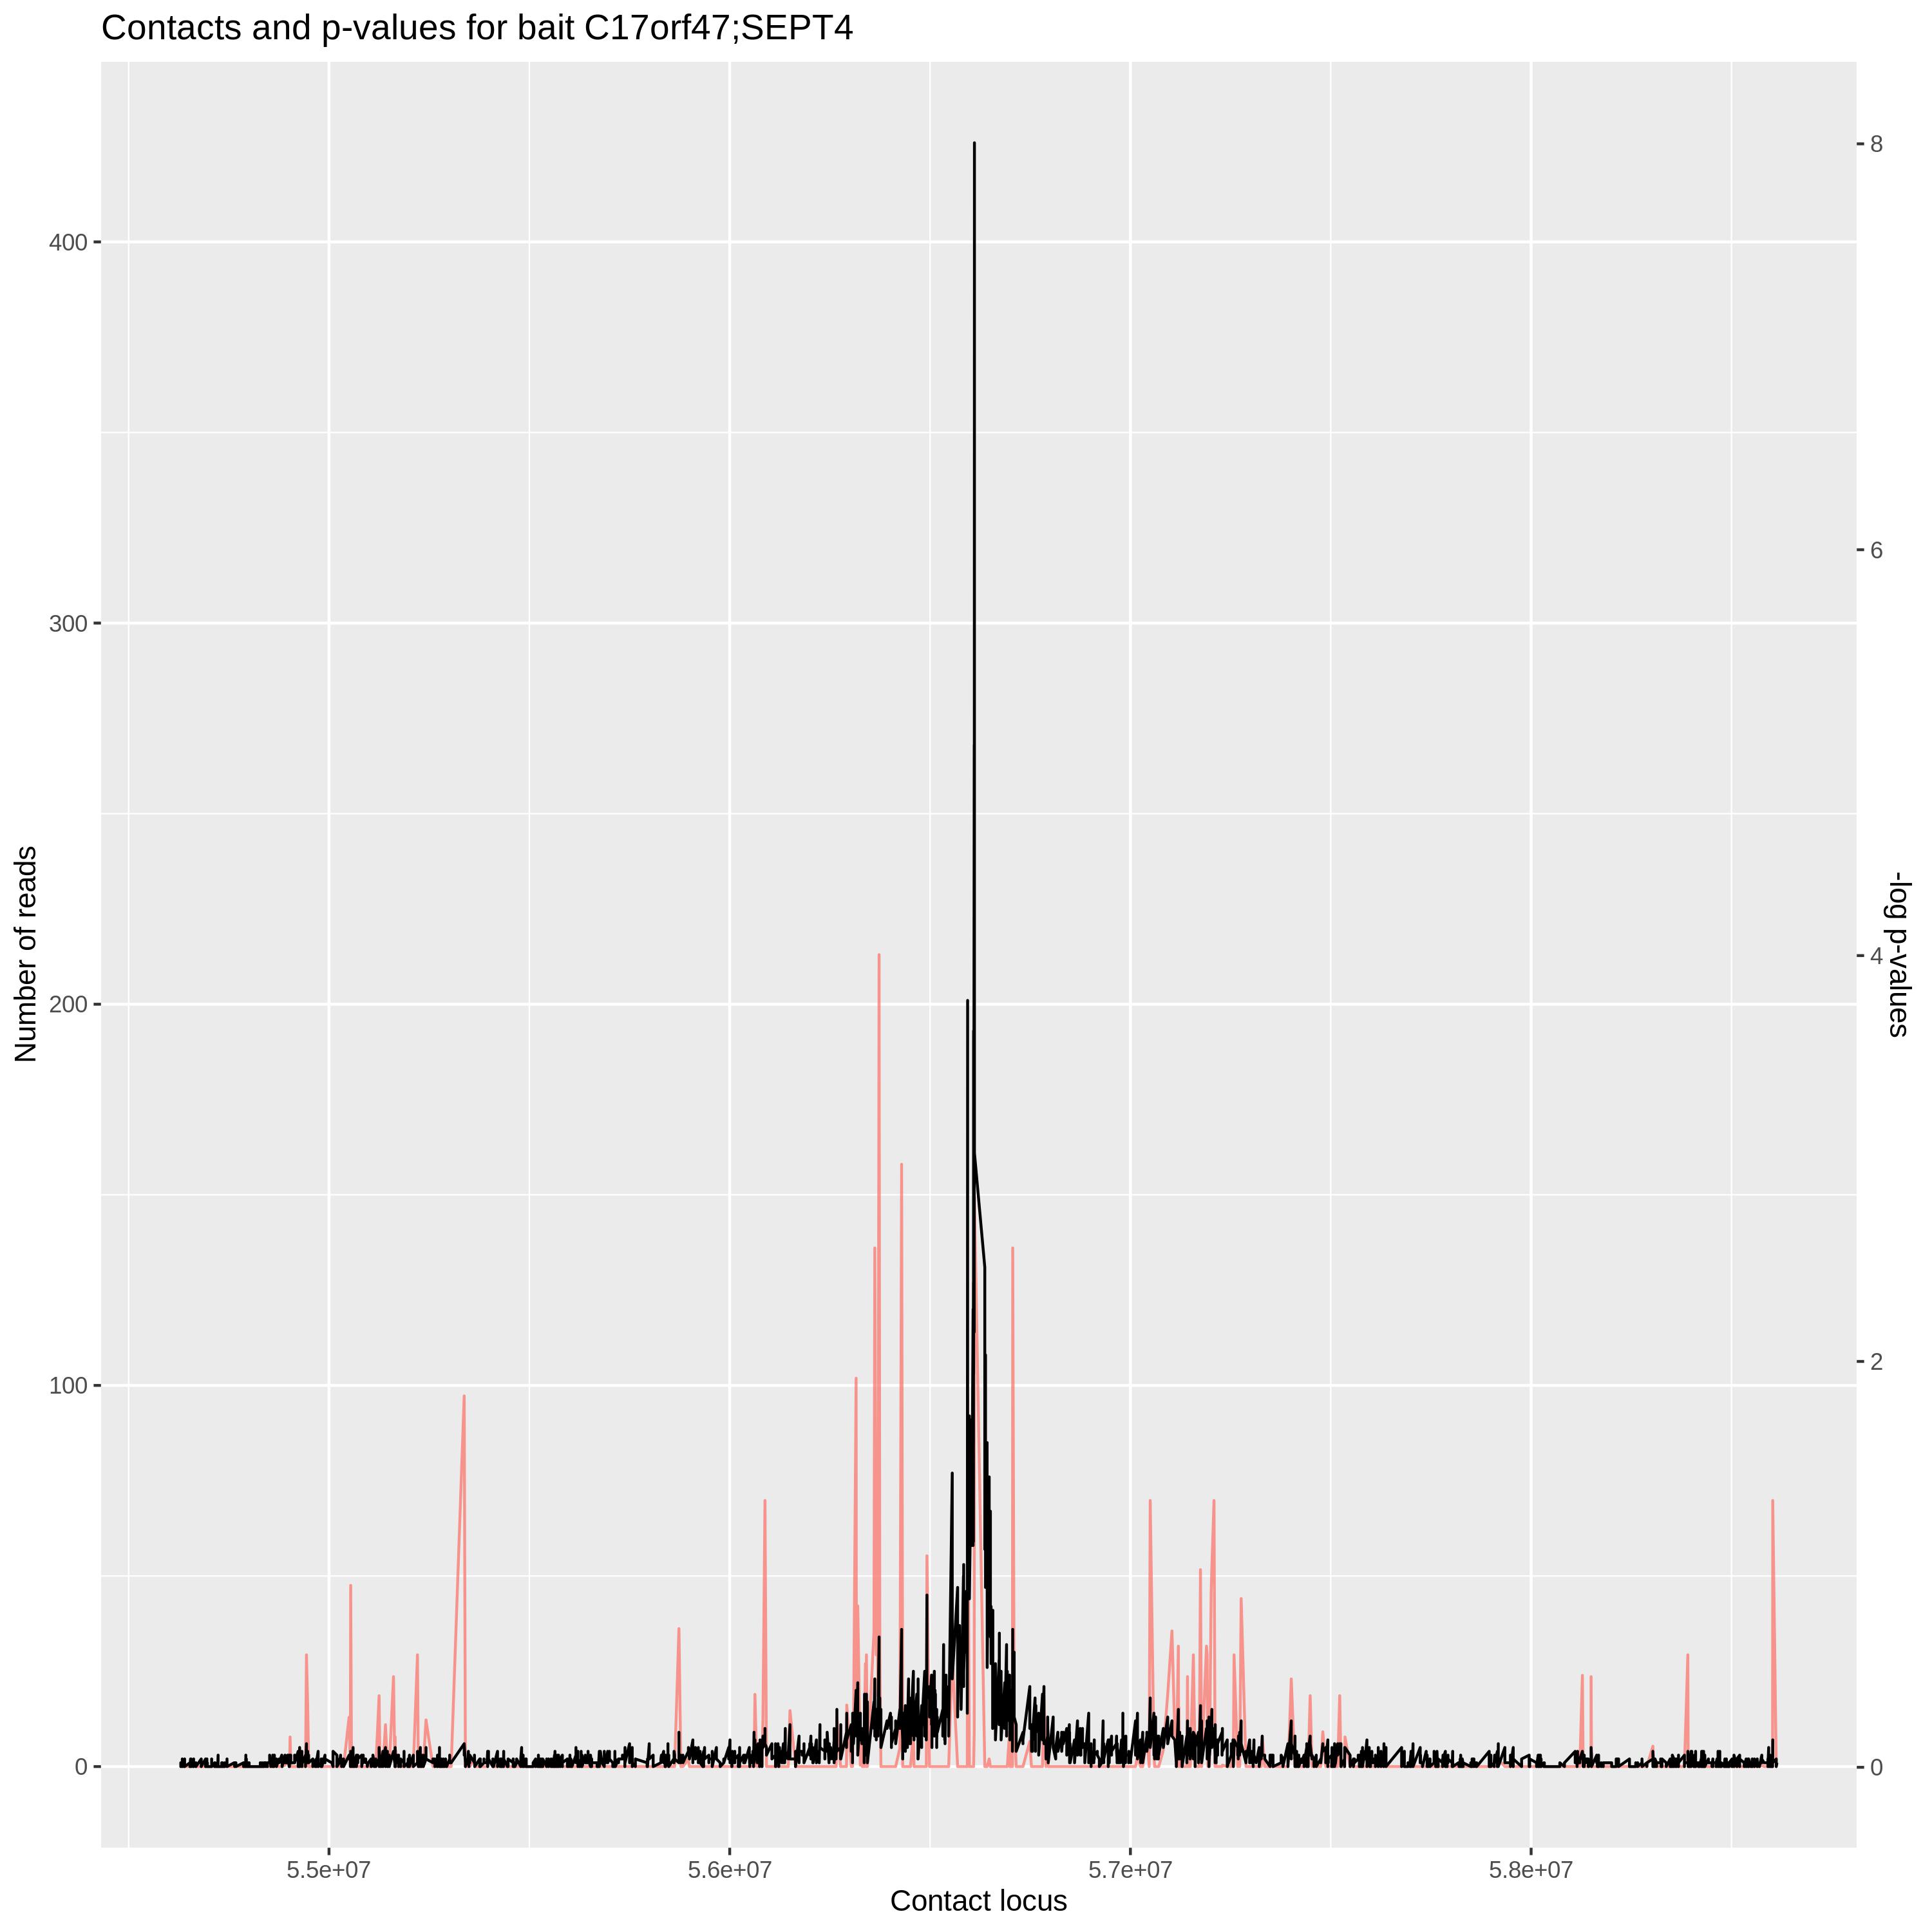 Contacts and p-values for bait C17orf47;SEPT4
400
300
200
100
0
8
6
4
2
0
Number of reads
-log p-values
5.5e+07
5.6e+07
5.7e+07
5.8e+07
Contact locus